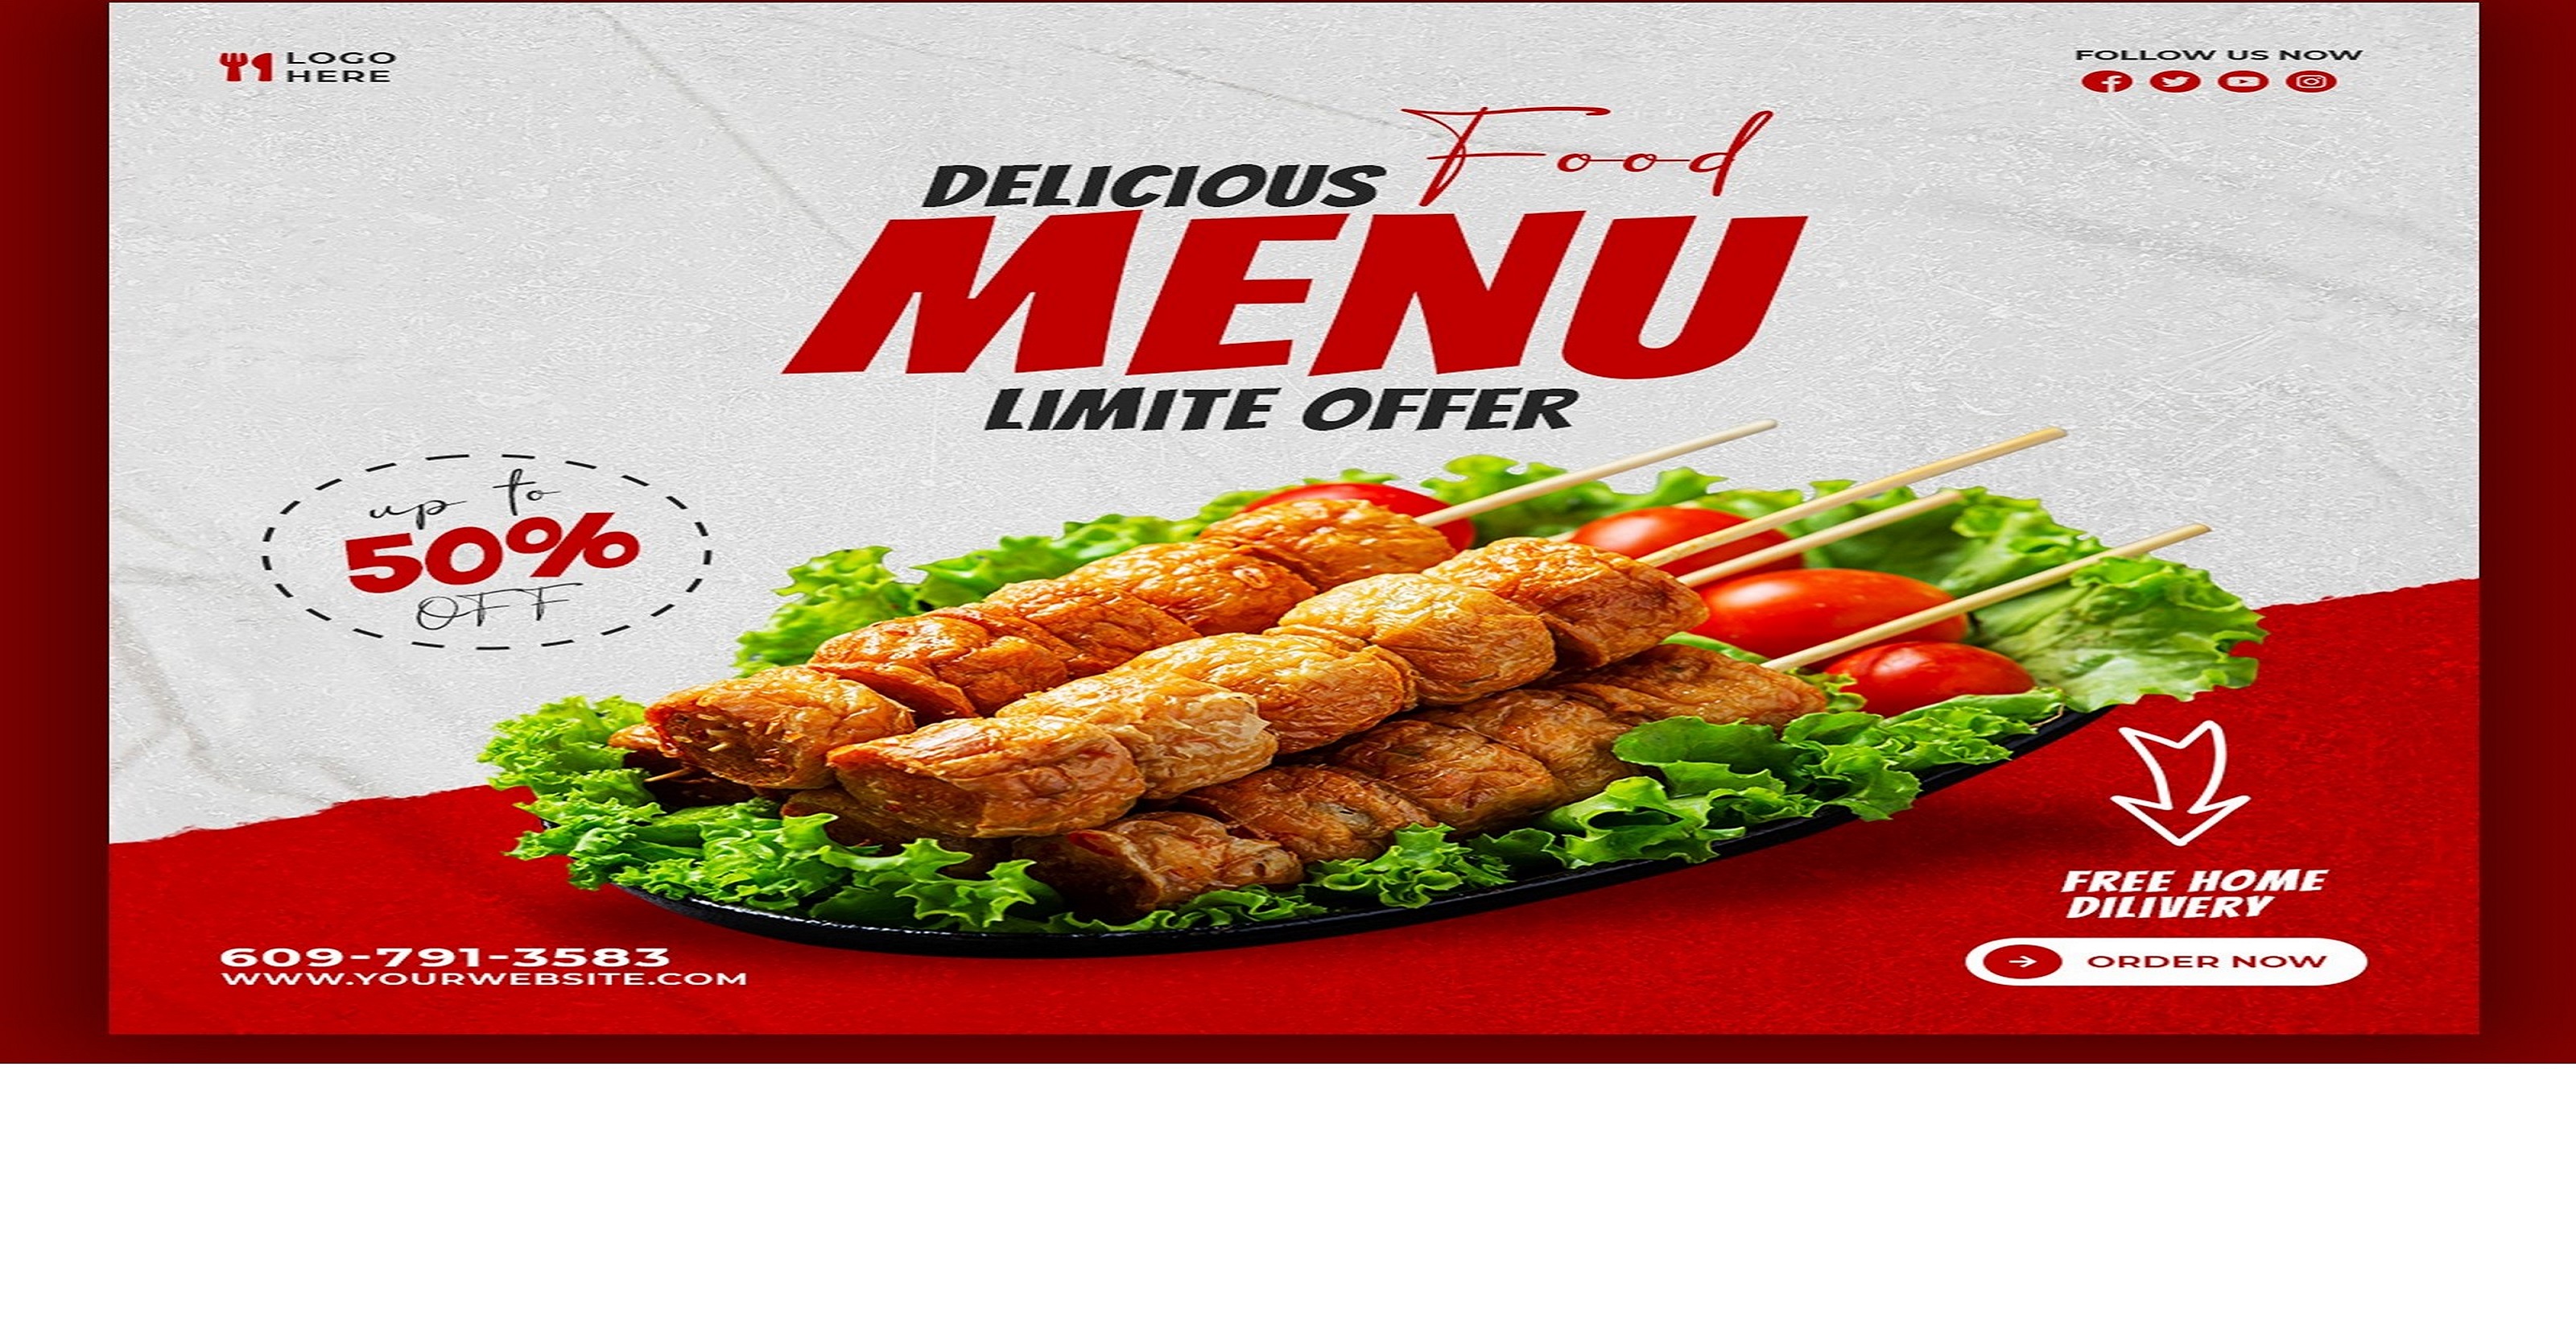 LOGO
HERE
FOLLOW US NOW
DELICIOUS Food
MENU
LIMITE OFFER
up to
50%
OFF
FREE HOME
DILIVERY
ORDER NOW
609-791-3583
WWW.YOURWEBSITE.COM